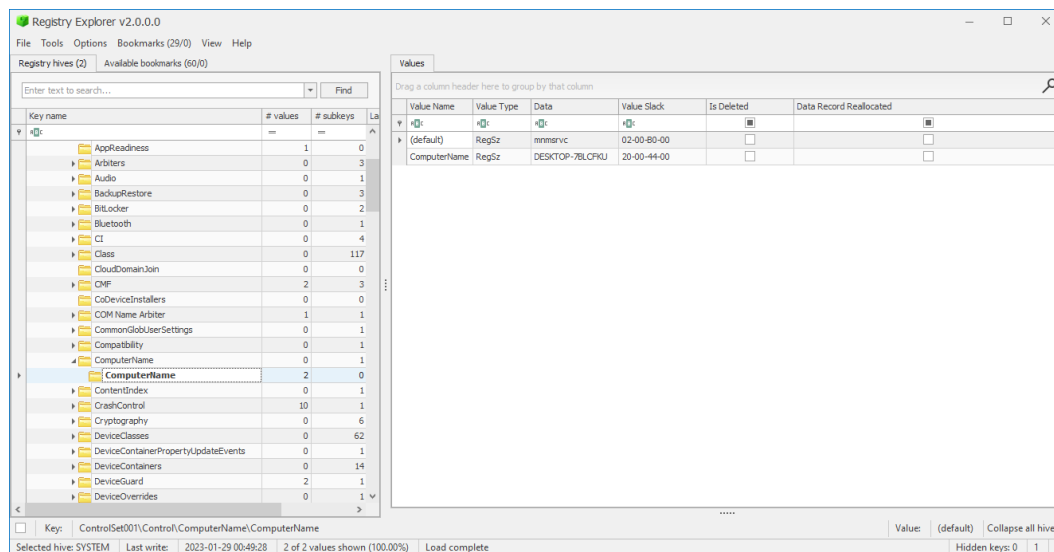 Registry Explorer v2.0.0.0
File Tools Options Bookmarks (29/0) View Help
Registry hives (2) Available bookmarks (60/0)
Enter text to search... Find
Key name # values # subkeys La
= =
AppReadiness 1 0
Arbiters 0 3
Audio 0 1
BackupRestore 0 3
BitLocker 0 2
Bluetooth 0 1
CI 0 4
Class 0 117
CloudDomainJoin 0 0
CMF 2 3
CoDeviceInstallers 0 0
COM Name Arbiter 1 1
CommonGlobUserSettings 0 1
Compatibility 0 1
ComputerName 0 1
ComputerName 2 0
ContentIndex 0 1
CrashControl 10 1
Cryptography 0 6
DeviceClasses 0 62
DeviceContainerPropertyUpdateEvents 0 1
DeviceContainers 0 14
DeviceGuard 2 1
DeviceOverrides 0 1
Values
Drag a column header here to group by that column
Value Name Value Type Data Value Slack Is Deleted Data Record Reallocated
(default) RegSz mnmsrvc 02-00-B0-00
ComputerName RegSz DESKTOP-7BLCFKU 20-00-44-00
Key: ControlSet001\Control\ComputerName\ComputerName Value: (default) Collapse all hive
Selected hive: SYSTEM Last write: 2023-01-29 00:49:28 2 of 2 values shown (100.00%) Load complete Hidden keys: 0 1